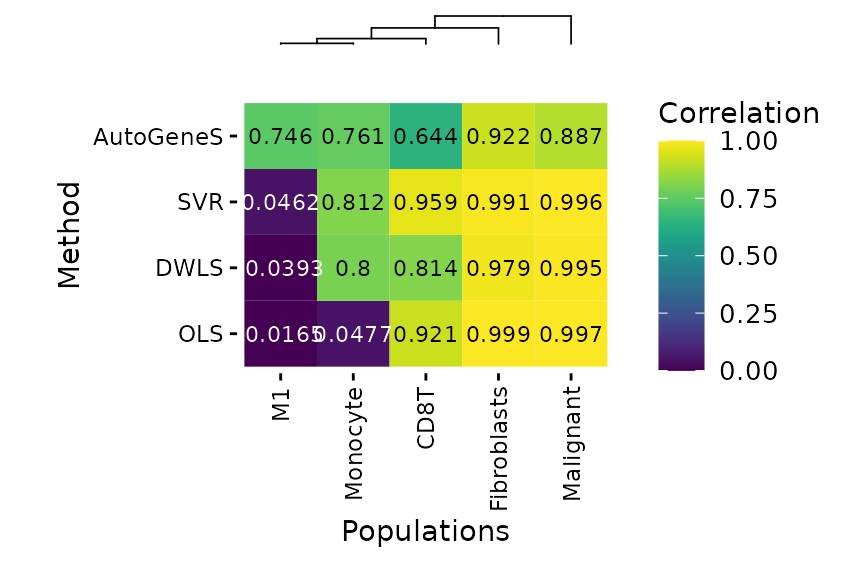 Correlation
1.00
0.75
0.50
0.25
0.00
Method
AutoGeneS 0.746 0.761 0.644 0.922 0.887
SVR 0.0462 0.812 0.959 0.991 0.996
DWLS 0.0393 0.8 0.814 0.979 0.995
OLS 0.0165 0.0477 0.921 0.999 0.997
M1 Monocyte CD8T Fibroblasts Malignant
Populations